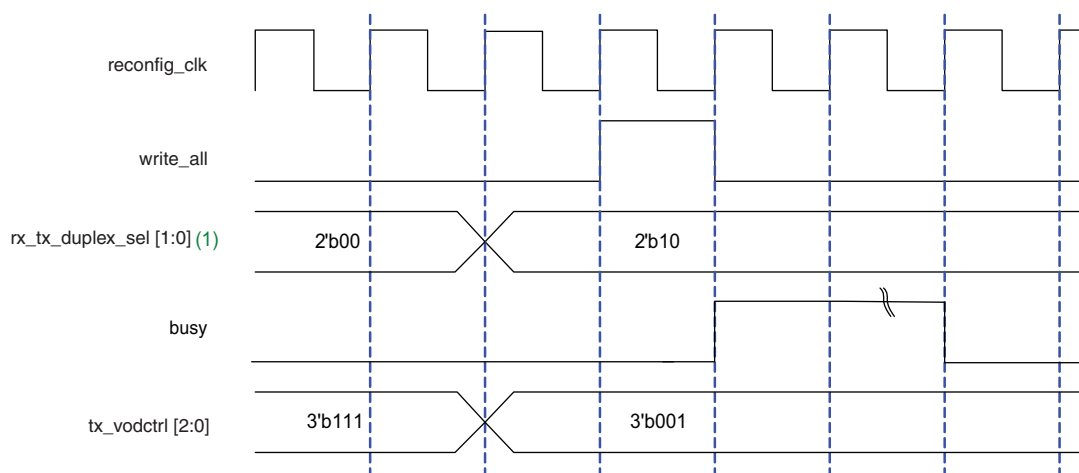 reconfig_clk
write_all
rx_tx_duplex_sel [1:0] (1)
2'b00
2'b10
busy
tx_vodctrl [2:0]
3'b111
3'b001